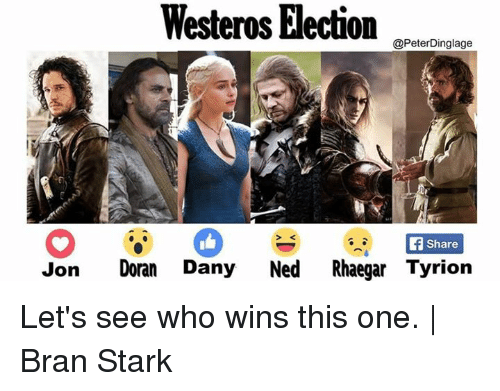 Westeros Election
@PeterDinglage
f Share
Jon Doran Dany Ned Rhaegar Tyrion
Let's see who wins this one. |
Bran Stark